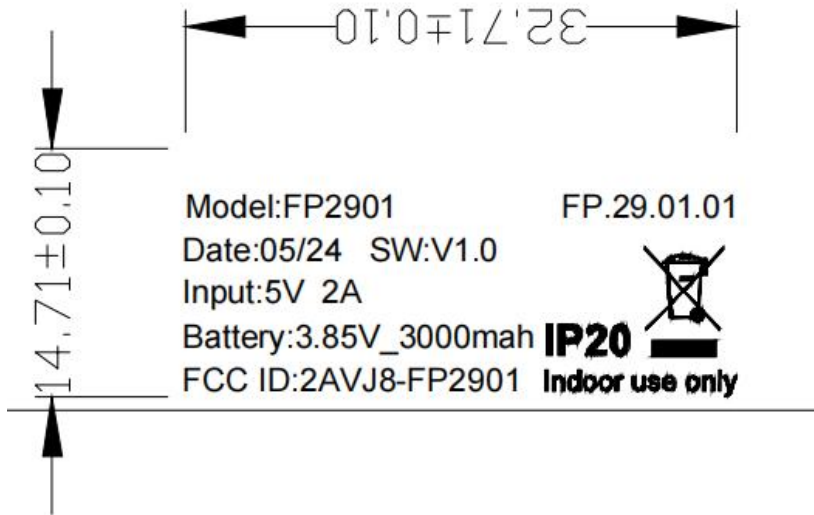 32.71±0.10
14.71±0.10
Model:FP2901 FP.29.01.01
Date:05/24 SW:V1.0
Input:5V 2A
Battery:3.85V_3000mah IP20
FCC ID:2AVJ8-FP2901 Indoor use only